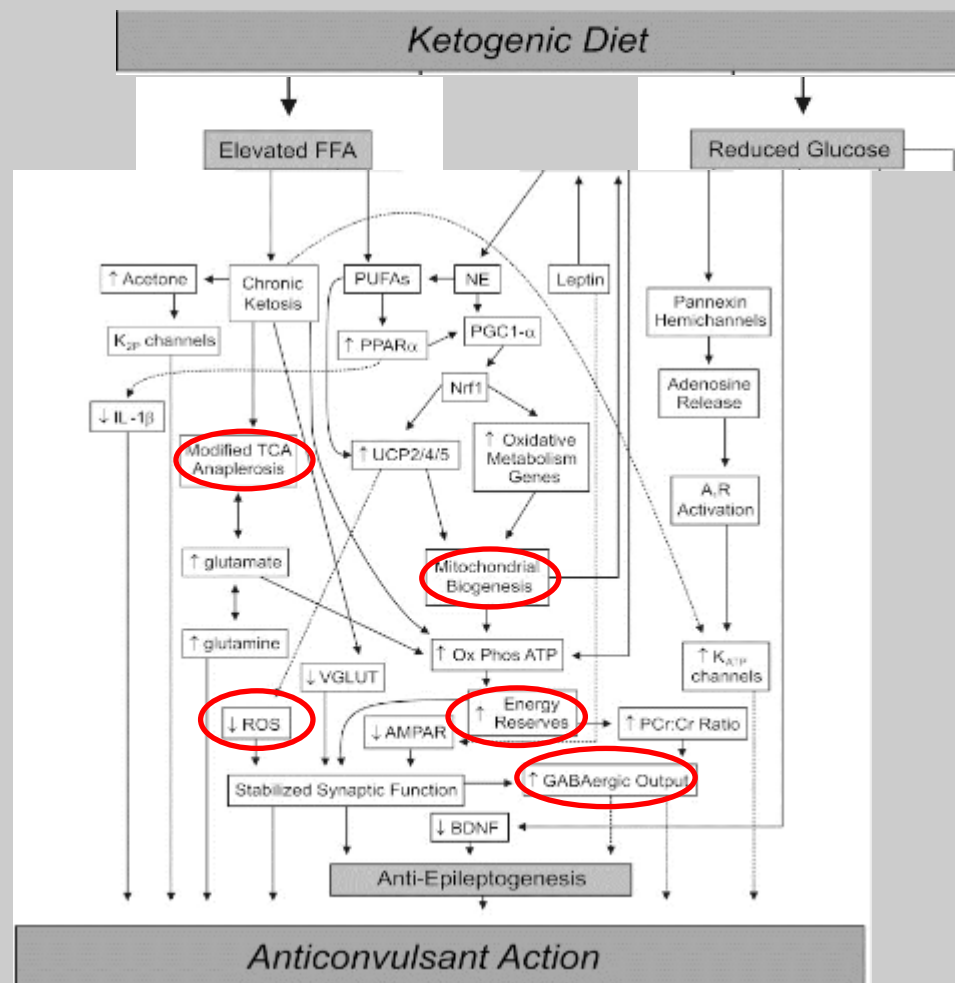 Ketogenic Diet
Elevated FFA
Reduced Glucose
↑ Acetone
Chronic
Ketosis
PUFAs
NE
Leptin
Pannexin
Hemichannels
K2P channels
↑ PPARα
PGC1-α
Nrf1
Adenosine
Release
↓ IL-1β
Modified TCA
Anaplerosis
↑ UCP2/4/5
↑ Oxidative
Metabolism
Genes
A1R
Activation
↑ glutamate
Mitochondrial
Biogenesis
↑ glutamine
↑ Ox Phos ATP
↑ KATP
channels
↓ VGLUT
↓ ROS
↑ Energy
Reserves
↓ AMPAR
↑ PCr:Cr Ratio
Stabilized Synaptic Function
↑ GABAergic Output
↓ BDNF
Anti-Epileptogenesis
Anticonvulsant Action